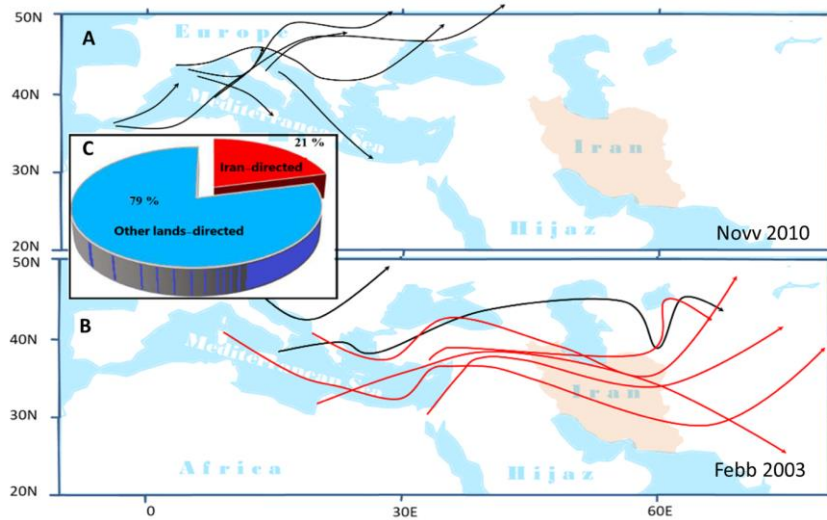 50N
A
Europe
40N
Mediterranean Sea
C
21 %
Iran-directed
30N
Iran
79 %
Other lands-directed
Hijaz
Novv 2010
20N
50N
B
40N
Mediterranean Sea
30N
Iran
Africa
Hijaz
Febb 2003
20N
0
30E
60E